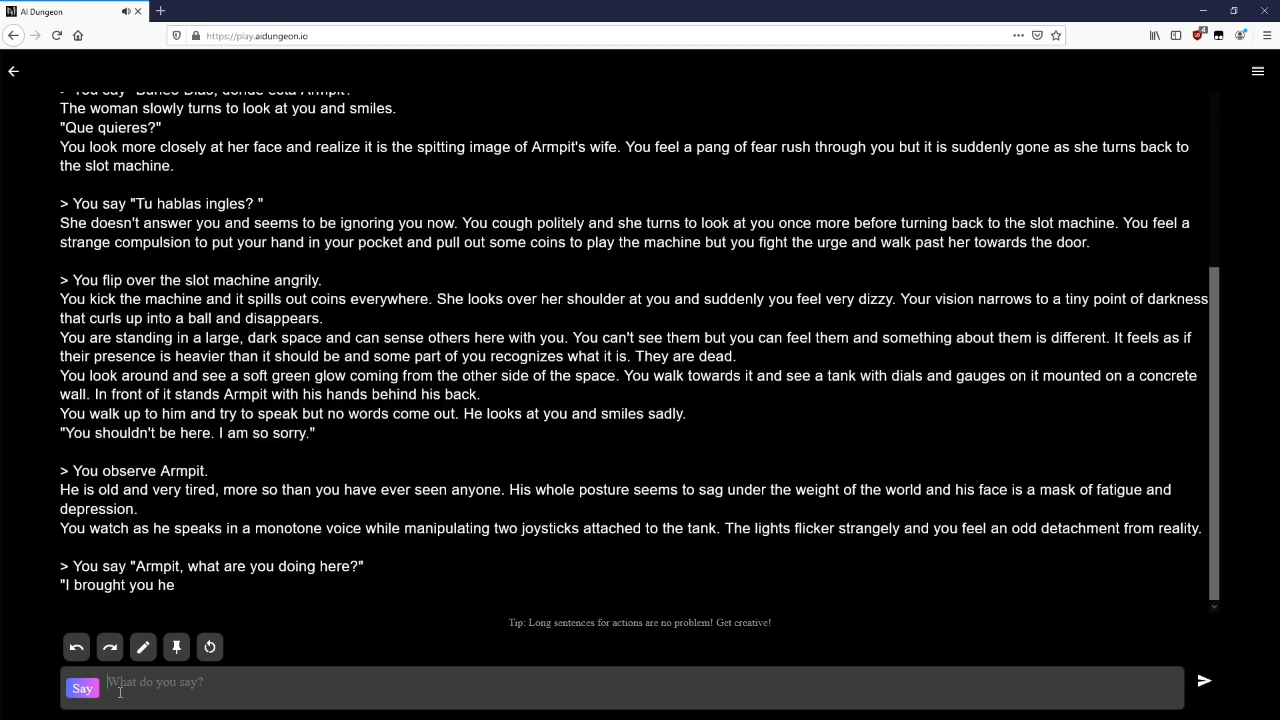 AI Dungeon
https://play.aidungeon.io
The woman slowly turns to look at you and smiles.
"Que quieres?"
You look more closely at her face and realize it is the spitting image of Armpit's wife. You feel a pang of fear rush through you but it is suddenly gone as she turns back to
the slot machine.
> You say "Tu hablas ingles? "
She doesn't answer you and seems to be ignoring you now. You cough politely and she turns to look at you once more before turning back to the slot machine. You feel a
strange compulsion to put your hand in your pocket and pull out some coins to play the machine but you fight the urge and walk past her towards the door.
> You flip over the slot machine angrily.
You kick the machine and it spills out coins everywhere. She looks over her shoulder at you and suddenly you feel very dizzy. Your vision narrows to a tiny point of darkness
that curls up into a ball and disappears.
You are standing in a large, dark space and can sense others here with you. You can't see them but you can feel them and something about them is different. It feels as if
their presence is heavier than it should be and some part of you recognizes what it is. They are dead.
You look around and see a soft green glow coming from the other side of the space. You walk towards it and see a tank with dials and gauges on it mounted on a concrete
wall. In front of it stands Armpit with his hands behind his back.
You walk up to him and try to speak but no words come out. He looks at you and smiles sadly.
"You shouldn't be here. I am so sorry."
> You observe Armpit.
He is old and very tired, more so than you have ever seen anyone. His whole posture seems to sag under the weight of the world and his face is a mask of fatigue and
depression.
You watch as he speaks in a monotone voice while manipulating two joysticks attached to the tank. The lights flicker strangely and you feel an odd detachment from reality.
> You say "Armpit, what are you doing here?"
"I brought you he
Tip: Long sentences for actions are no problem! Get creative!
Say What do you say?